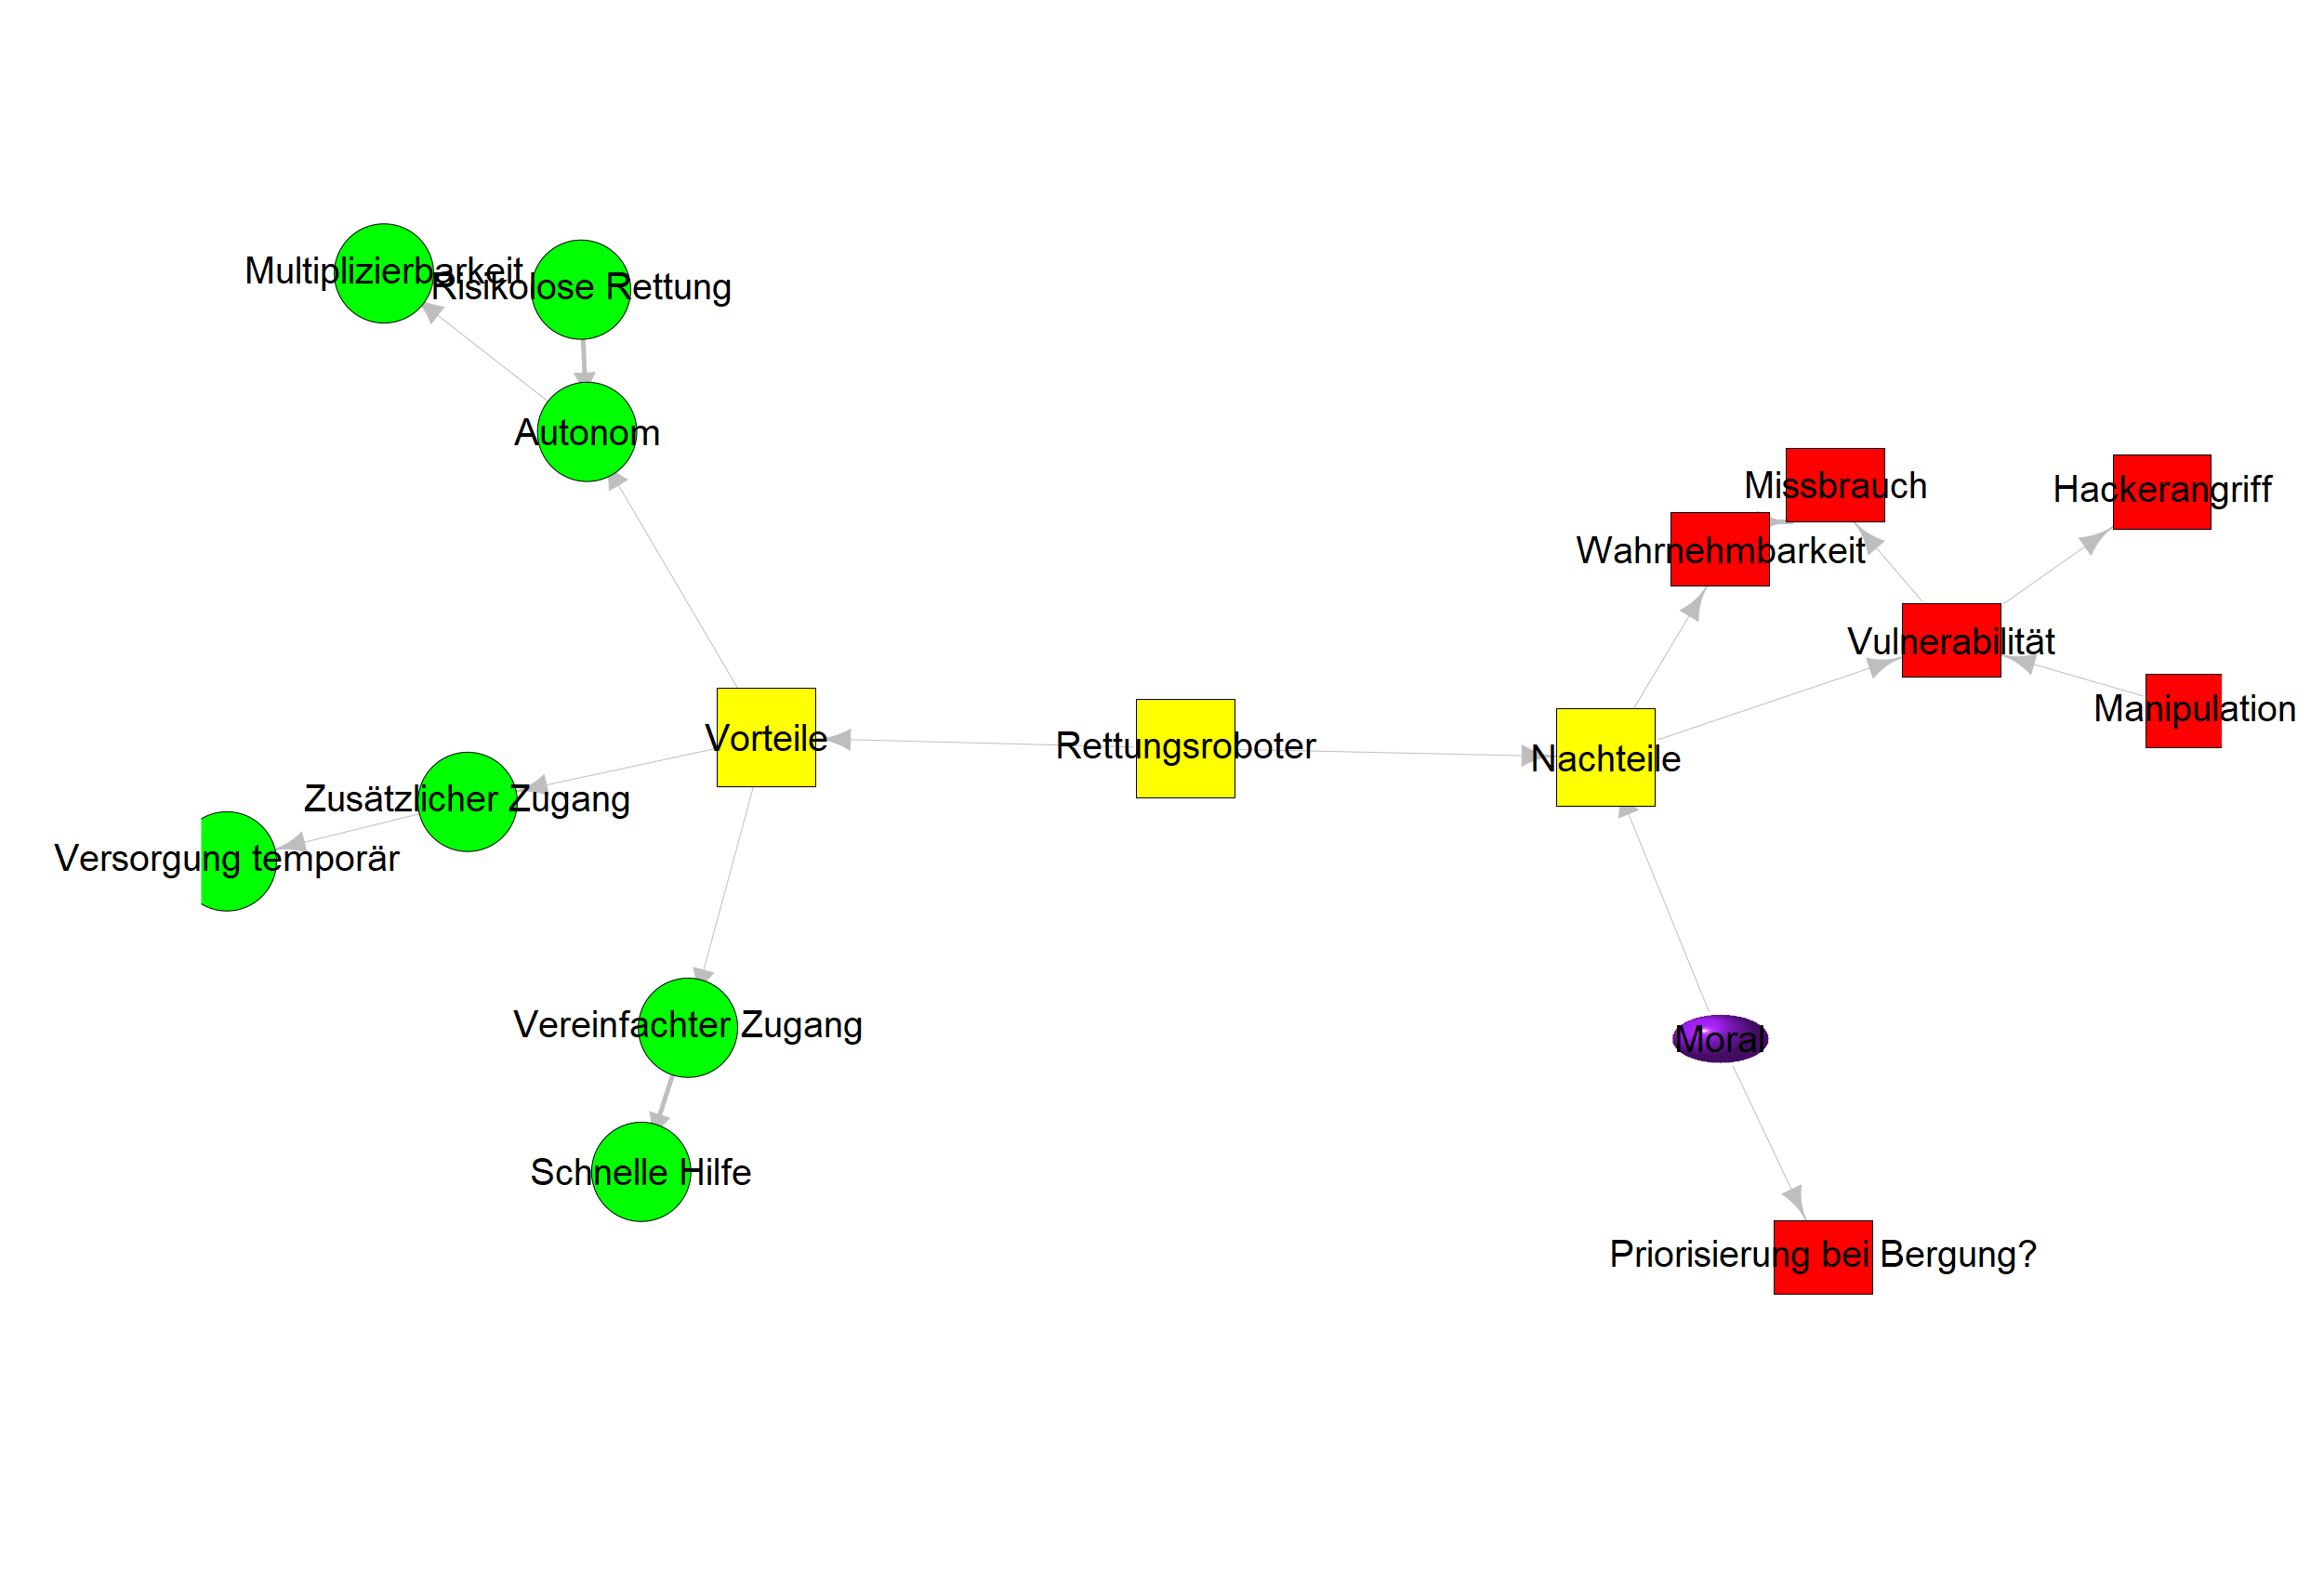 Multiplizierbarkeit
Risikolose Rettung
Autonom
Missbrauch
Hackerangriff
Wahrnehmbarkeit
Vulnerabilität
Manipulation
Vorteile
Rettungsroboter
Nachteile
Zusätzlicher Zugang
Versorgung temporär
Vereinfachter Zugang
Moral
Schnelle Hilfe
Priorisierung bei Bergung?